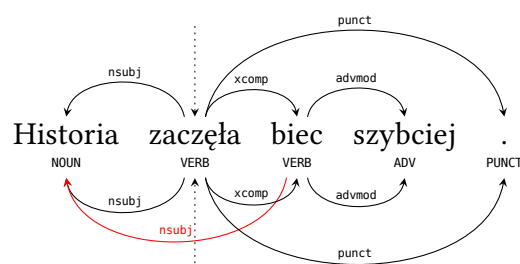 punct
nsubj xcomp advmod
Historia zaczęła biec szybciej .
NOUN VERB VERB ADV PUNCT
nsubj xcomp advmod
nsubj
punct